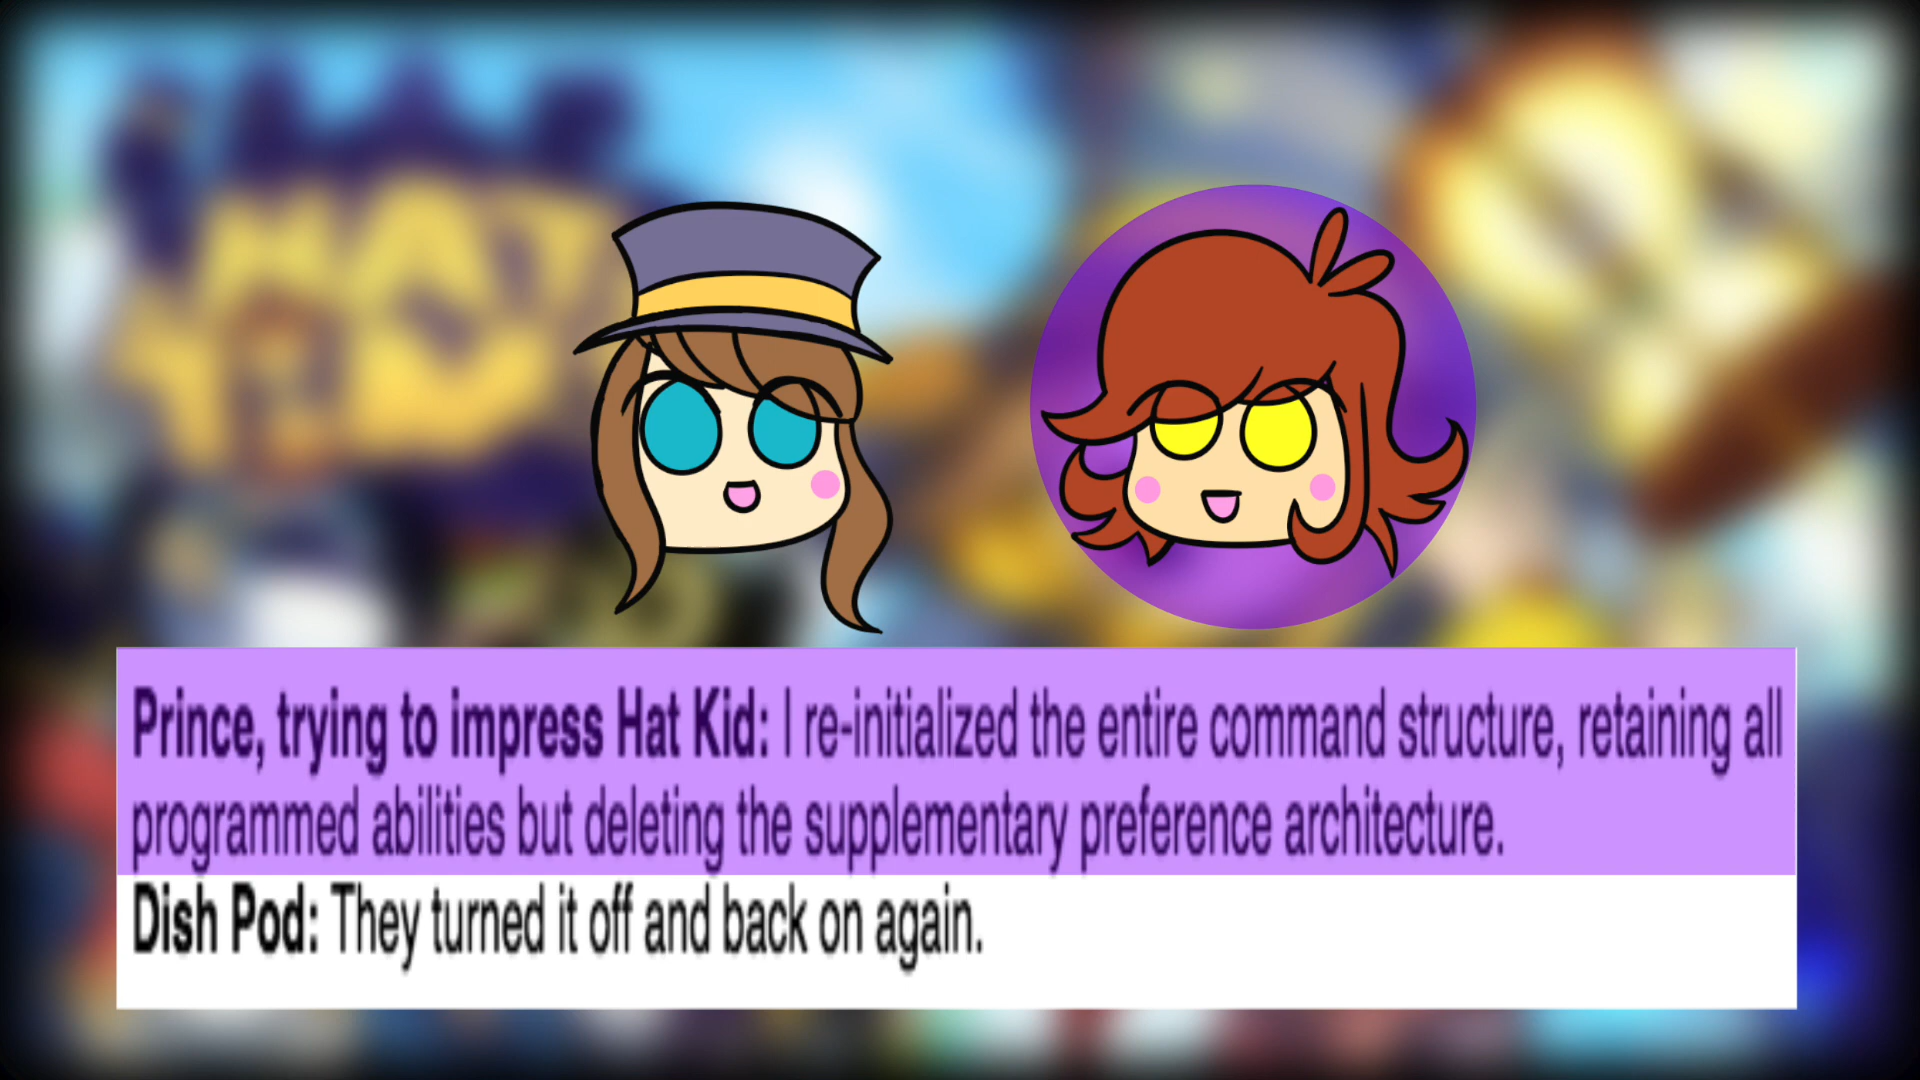 HAT
Prince, trying to impress Hat Kid: I re-initialized the entire command structure, retaining all
programmed abilities but deleting the supplementary preference architecture.
Dish Pod: They turned it off and back on again.